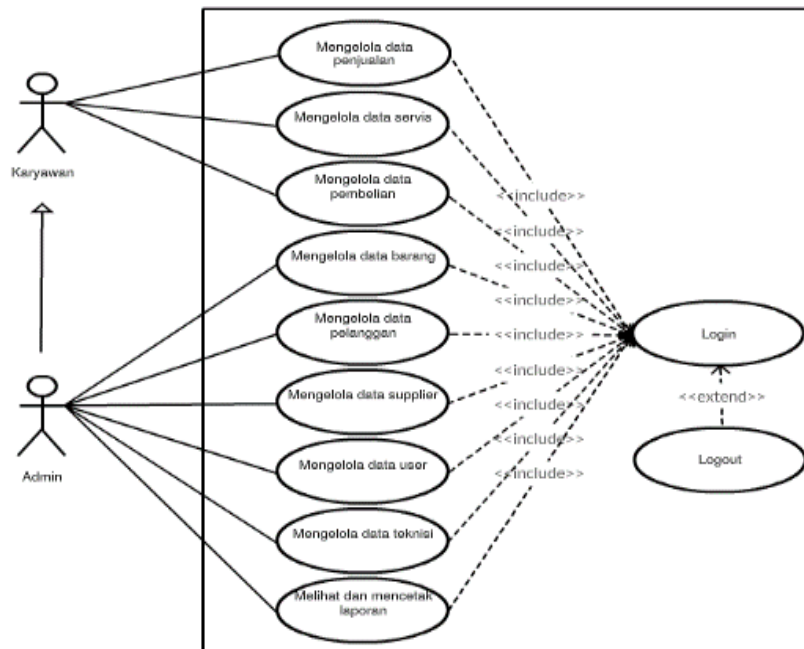 Mengelola data
penjualan
Mengelola data servis
Karyawan
Mengelola data
pembelian
<<include>>
<<include>>
<<include>>
Mengelola data barang
<<include>>
Mengelola data
pelanggan
<<include>>
Login
<<include>>
Mengelola data supplier
<<extend>>
<<include>>
<<include>>
Mengelola data user
<<include>>
Logout
Admin
Mengelola data teknisi
Melihat dan mencetak
laporan